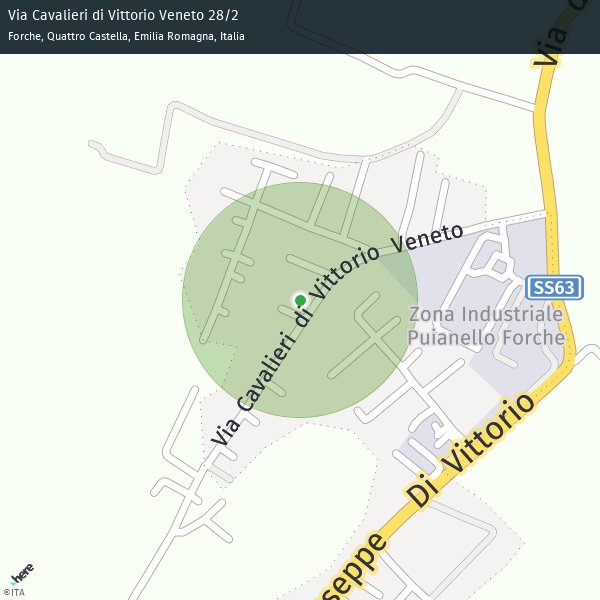 Via Cavalieri di Vittorio Veneto 28/2
Forche, Quattro Castella, Emilia Romagna, Italia
Via
SS63
Via Cavalieri di Vittorio Veneto
Zona Industriale
Puianello Forche
seppe Di Vittorio
here
©ITA